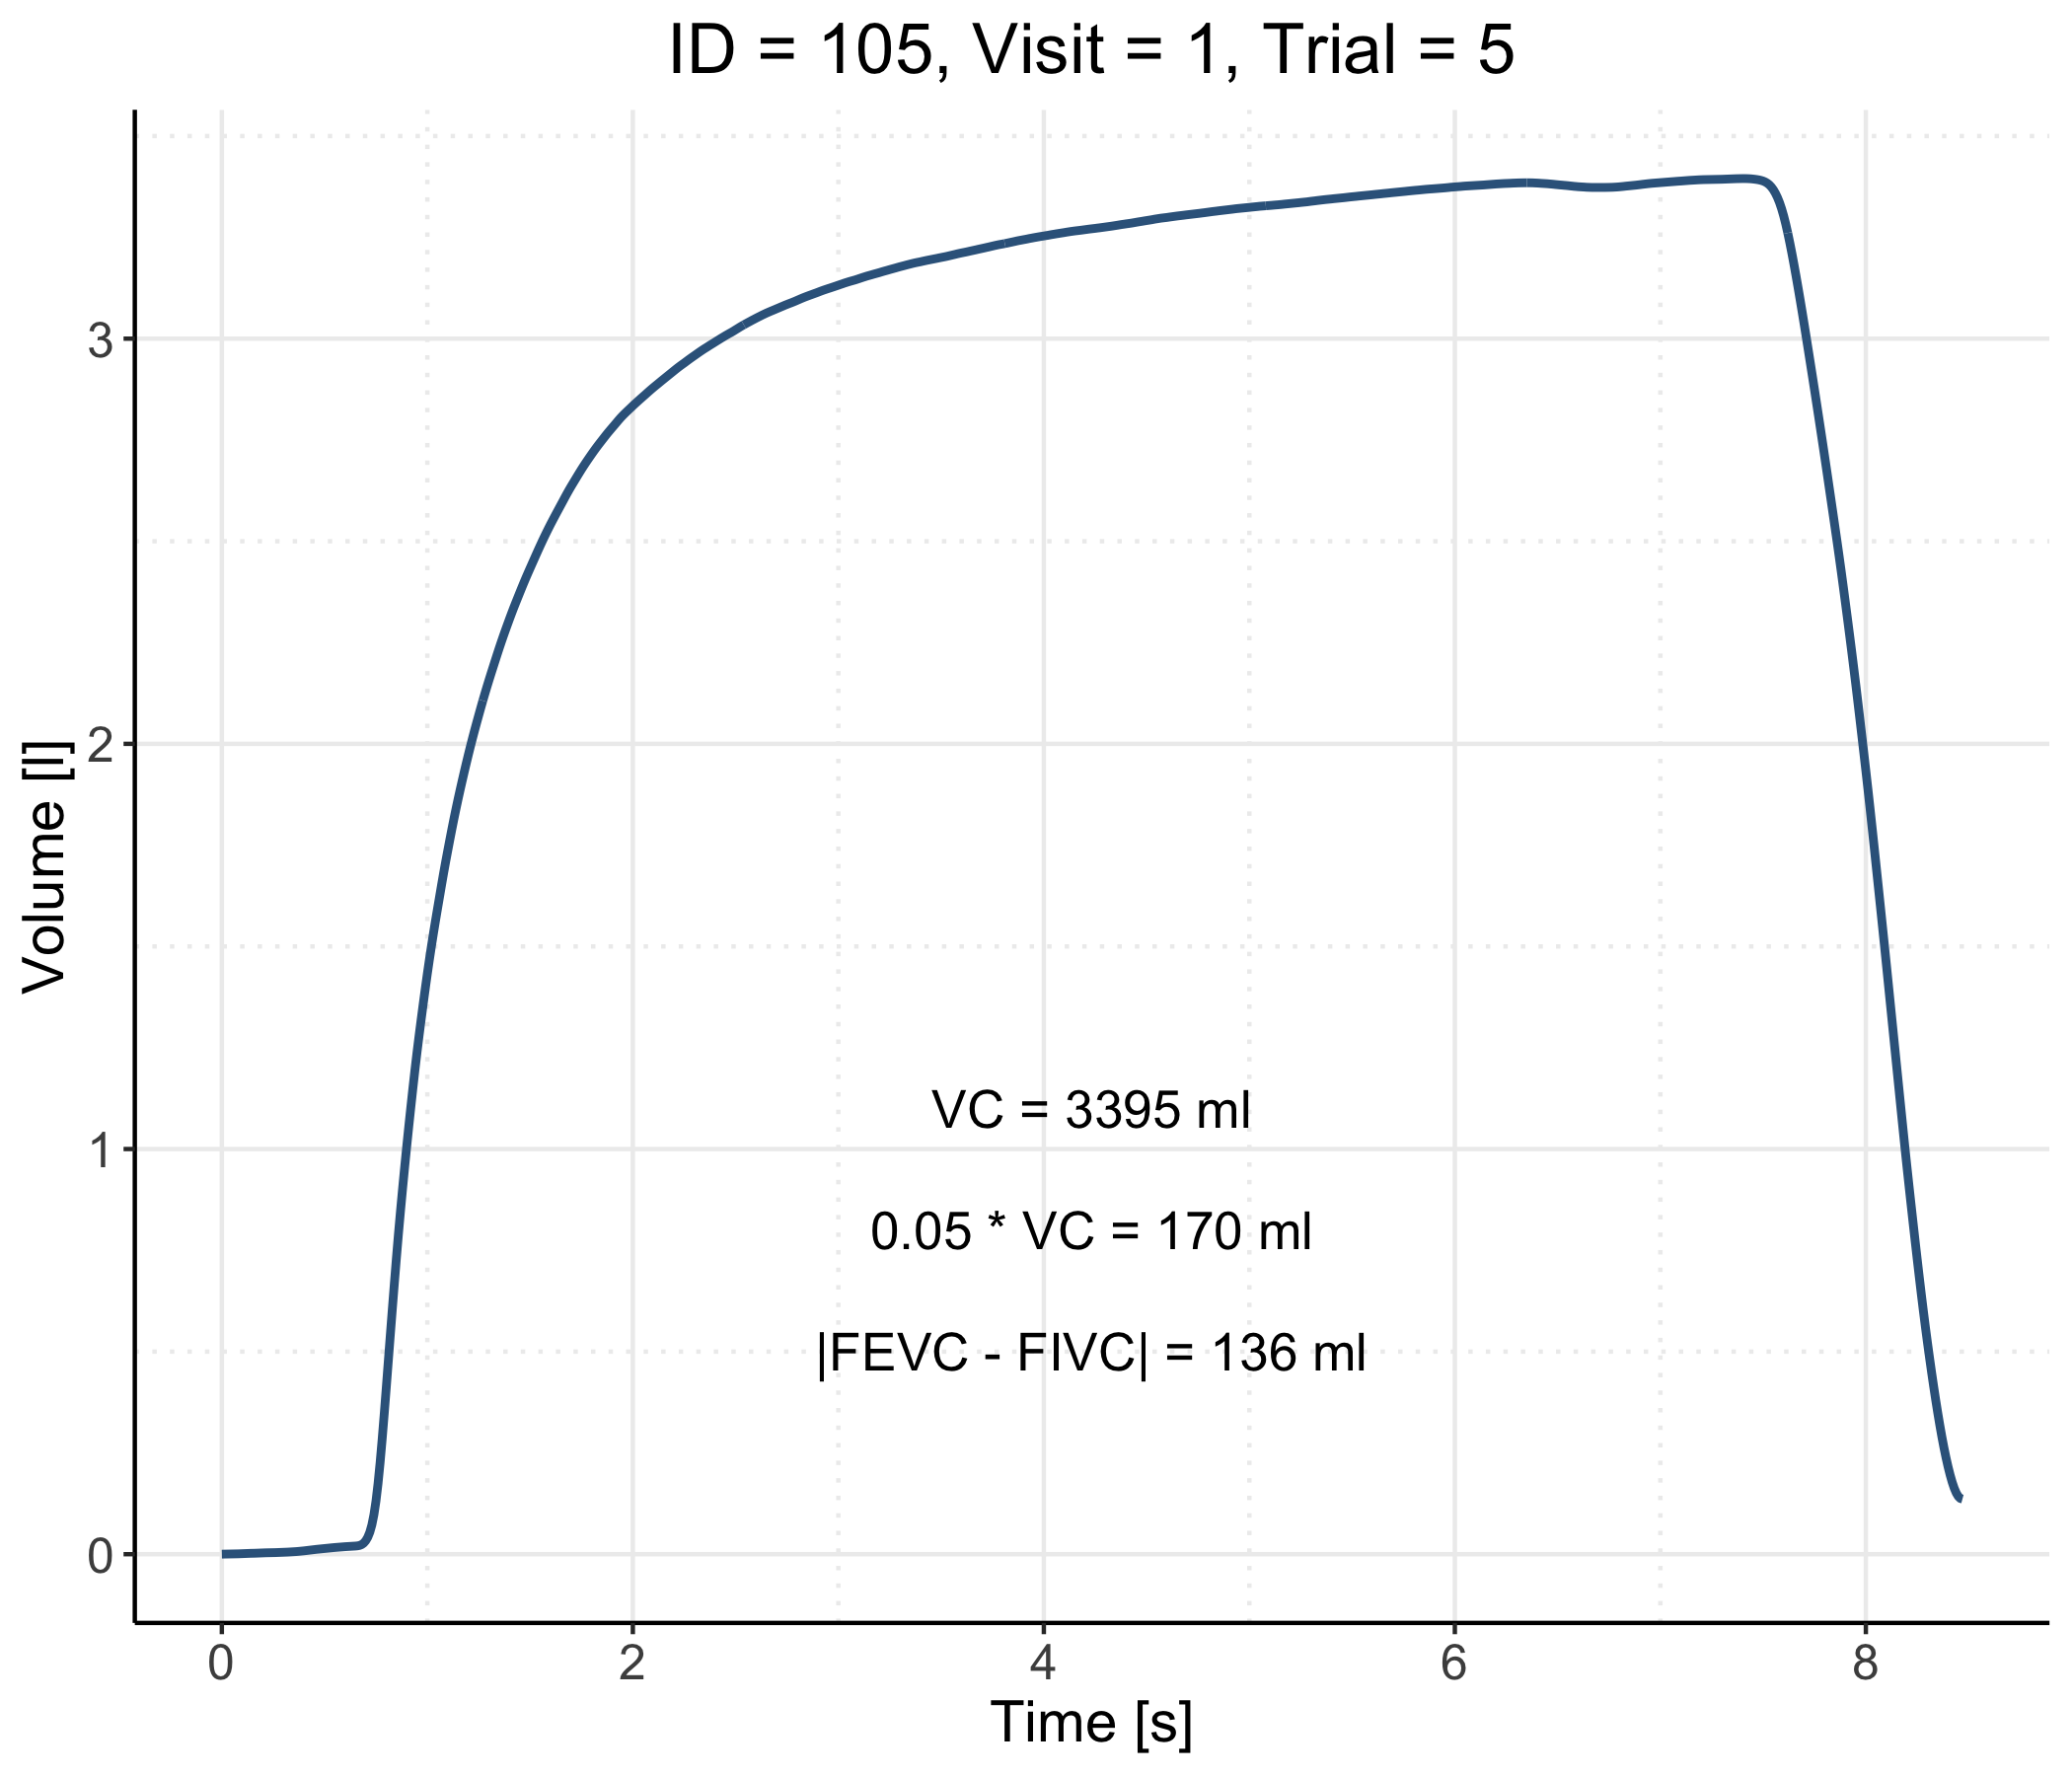 ID = 105, Visit = 1, Trial = 5
Volume [l]
3
2
1
0
VC = 3395 ml
0.05 * VC = 170 ml
|FEVC - FIVC| = 136 ml
0 2 4 6 8
Time [s]